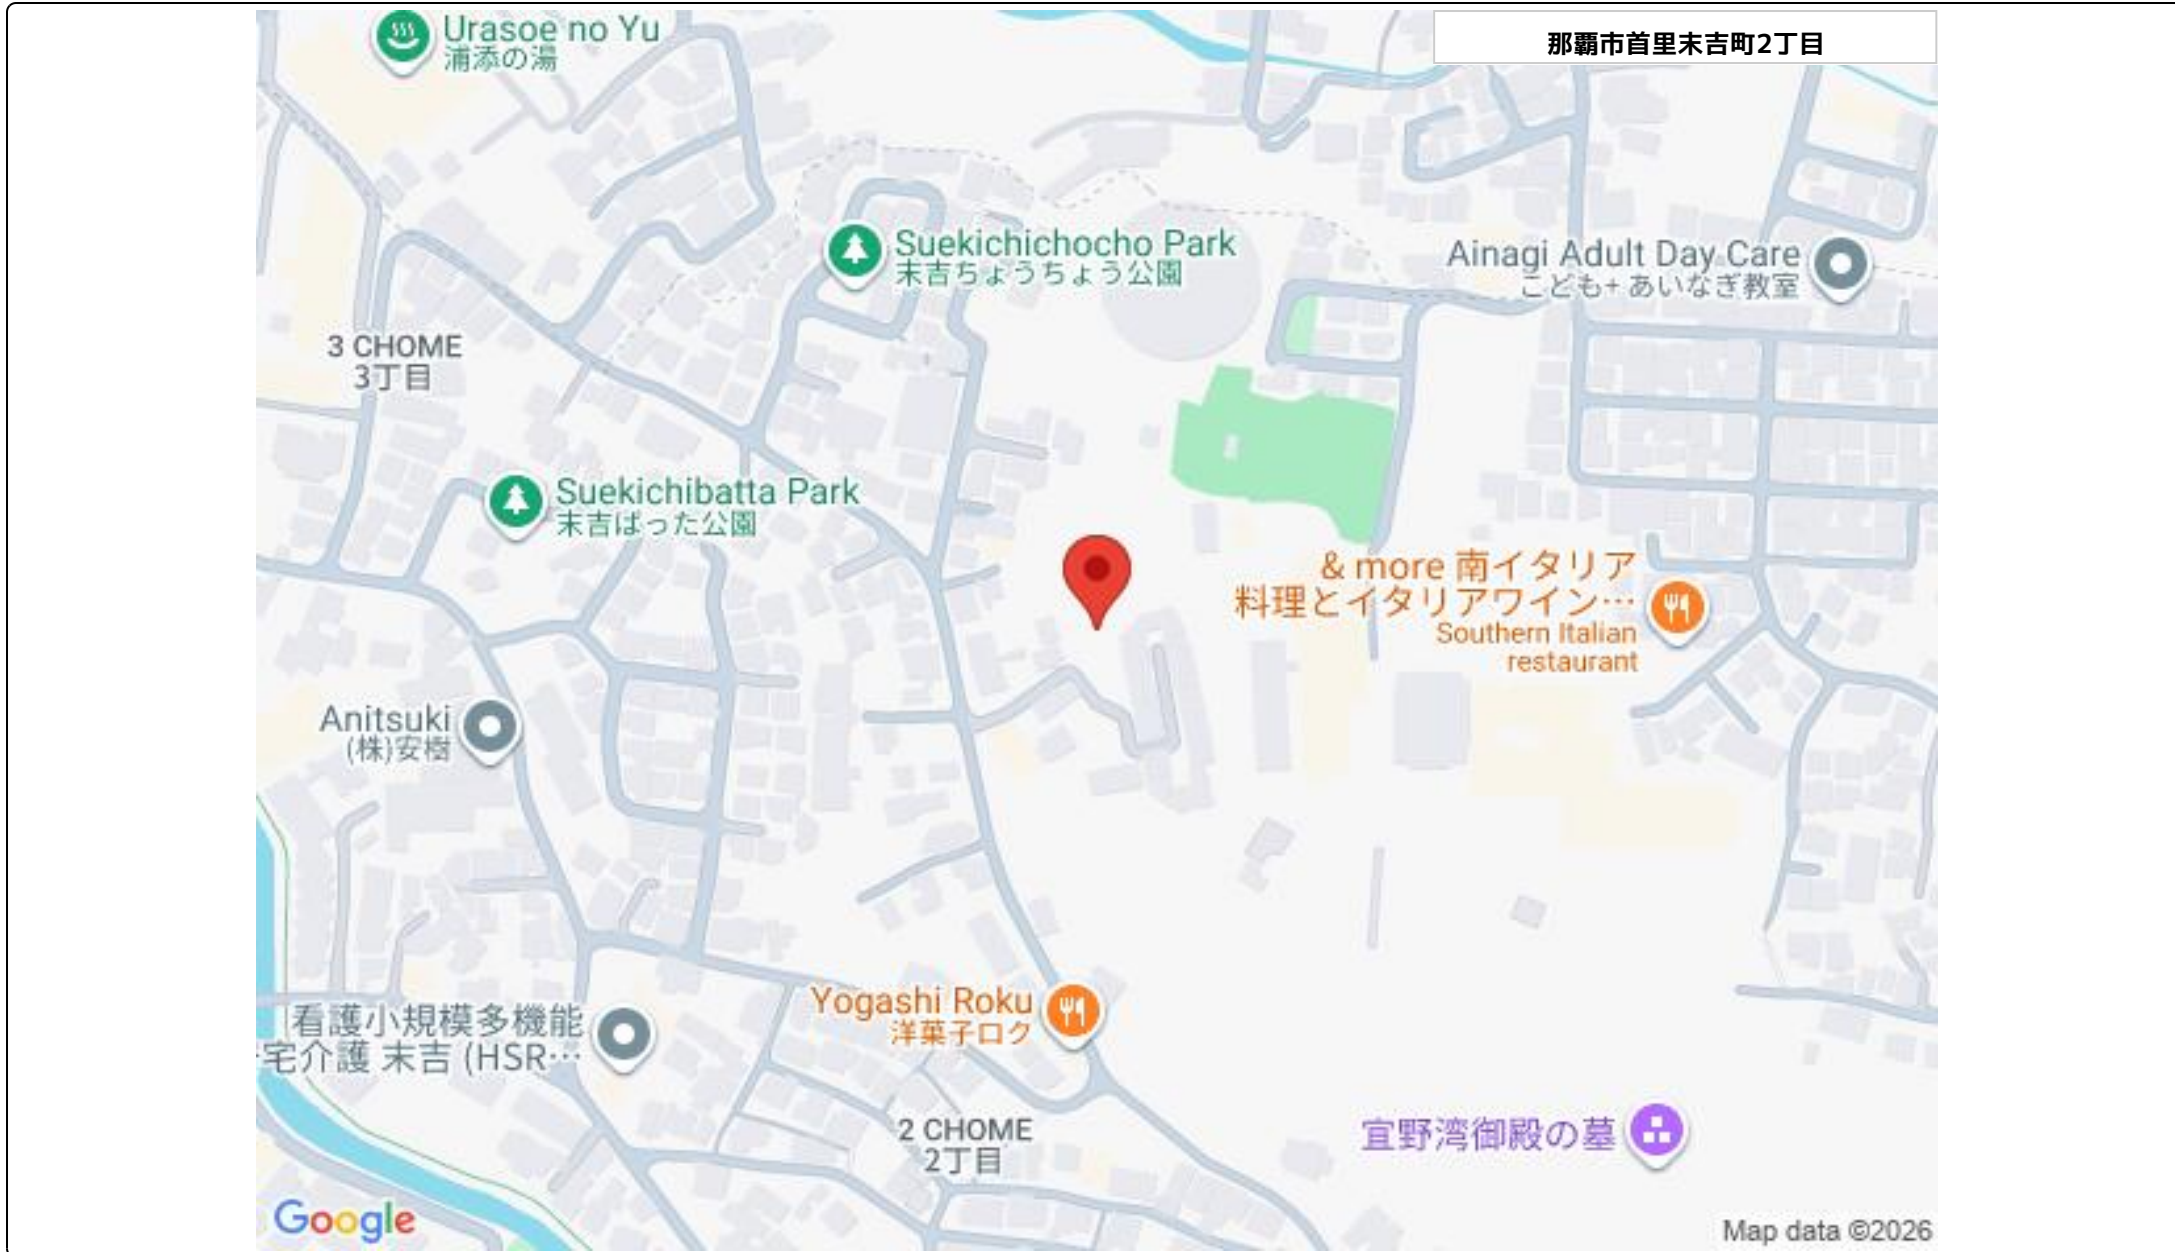 Urasoe no Yu
浦添の湯
那覇市首里末吉町2丁目
Suekichichocho Park
末吉ちょうちょう公園
Ainagi Adult Day Care
こども+ あいなぎ教室
3 CHOME
3丁目
Suekichibatta Park
末吉ばった公園
& more 南イタリア
料理とイタリアワイン…
Southern Italian
restaurant
Anitsuki
(株)安樹
Yogashi Roku
洋菓子ロク
看護小規模多機能
宅介護 末吉 (HSR…
2 CHOME
2丁目
宜野湾御殿の墓
Google
Map data ©2026